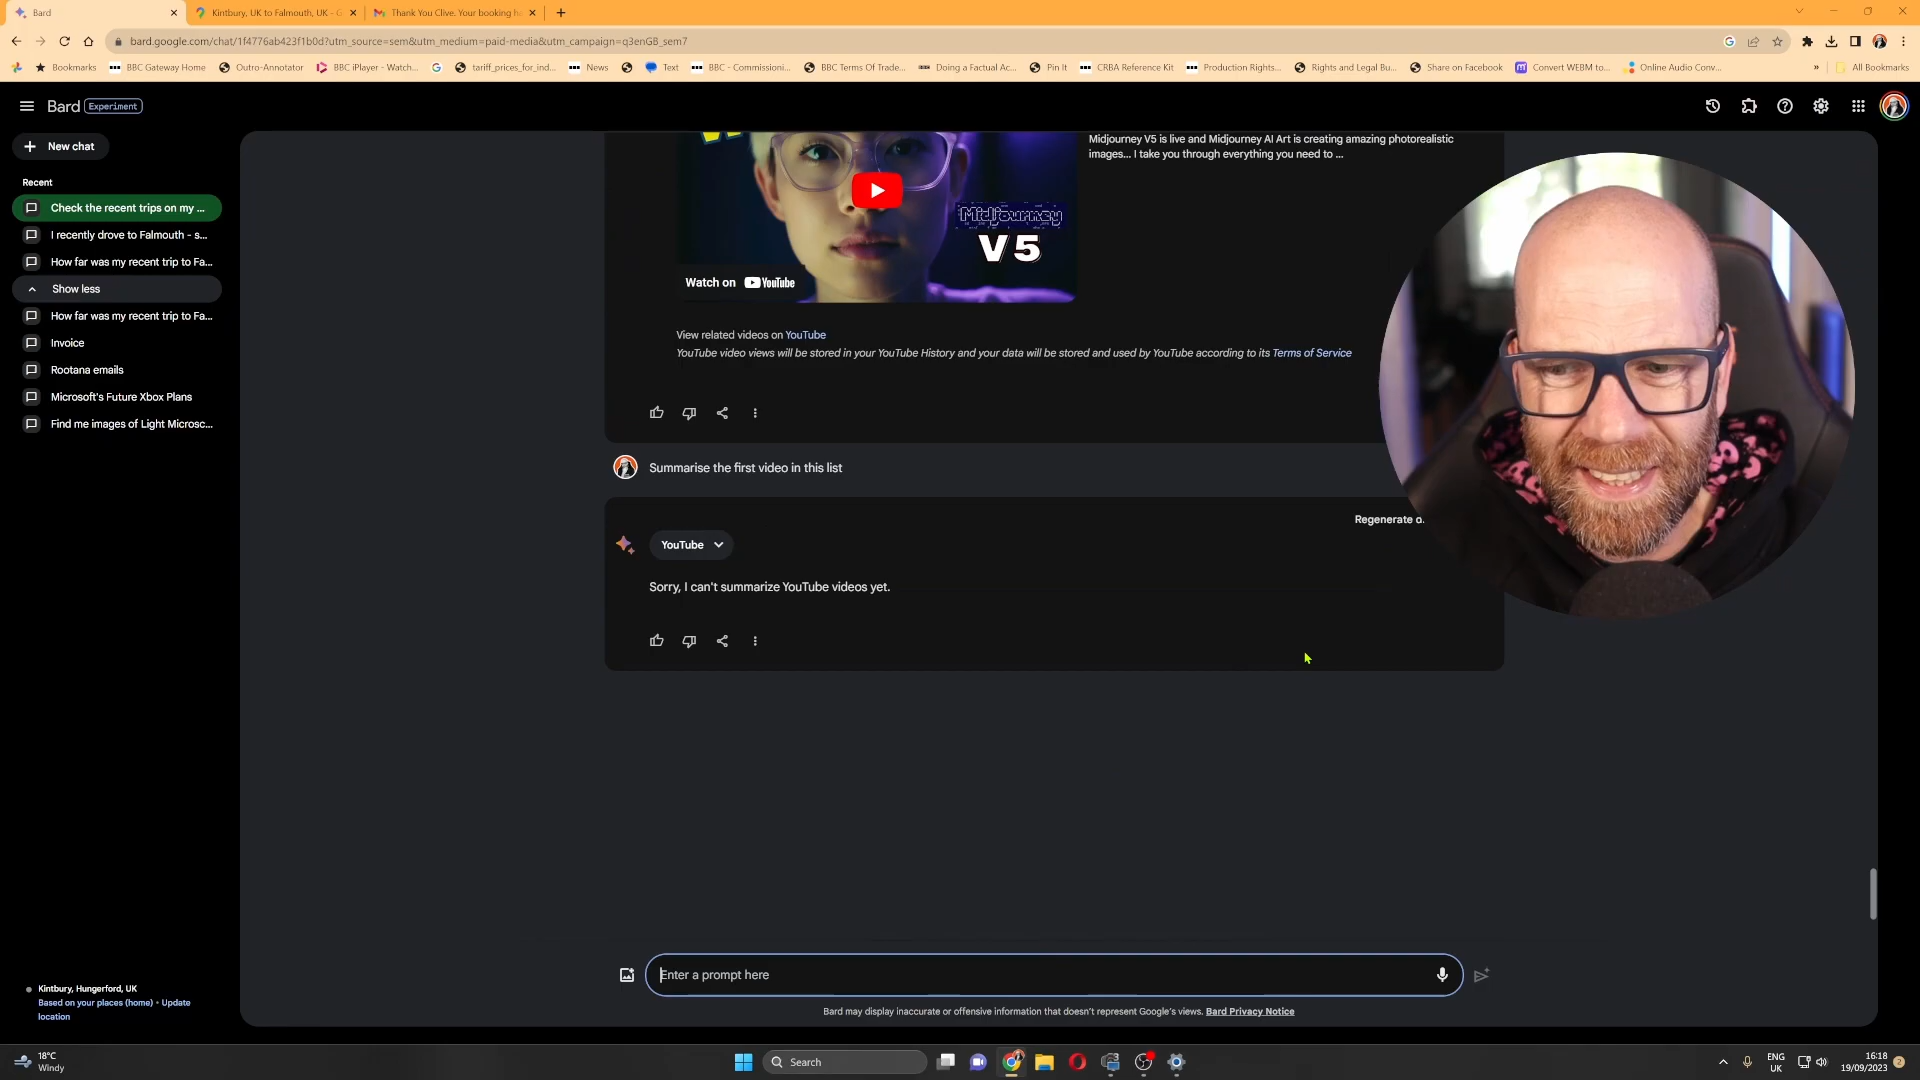 Bard
Kintbury, UK to Falmouth, UK - G
Thank You Clive. Your booking h
bard.google.com/chat/1f4776ab423f1b0d?utm_source=sem&utm_medium=paid-media&utm_campaign=q3enGB_sem7
Bookmarks
BBC Gateway Home
Outro-Annotator
BBC iPlayer - Watch...
tariff_prices_for_ind...
News
Text
BBC - Commissioni...
BBC Terms Of Trade...
Doing a Factual Ac...
Pin It
CRBA Reference Kit
Production Rights...
Rights and Legal Bu...
Share on Facebook
Convert WEBM to...
Online Audio Conv...
»
All Bookmarks
Bard Experiment
New chat
Recent
Check the recent trips on my ...
I recently drove to Falmouth - s...
How far was my recent trip to Fa...
Show less
How far was my recent trip to Fa...
Invoice
Rootana emails
Microsoft's Future Xbox Plans
Find me images of Light Microsc...
Midjourney V5 is live and Midjourney AI Art is creating amazing photorealistic
images... I take you through everything you need to ...
Midjourney
V5
Watch on YouTube
View related videos on YouTube
YouTube video views will be stored in your YouTube History and your data will be stored and used by YouTube according to its Terms of Service
Summarise the first video in this list
Regenerate
YouTube
Sorry, I can't summarize YouTube videos yet.
Enter a prompt here
Bard may display inaccurate or offensive information that doesn't represent Google's views. Bard Privacy Notice
Kintbury, Hungerford, UK
Based on your places (home) • Update
location
18°C
Windy
Search
ENG
UK
16:18
19/09/2023
2